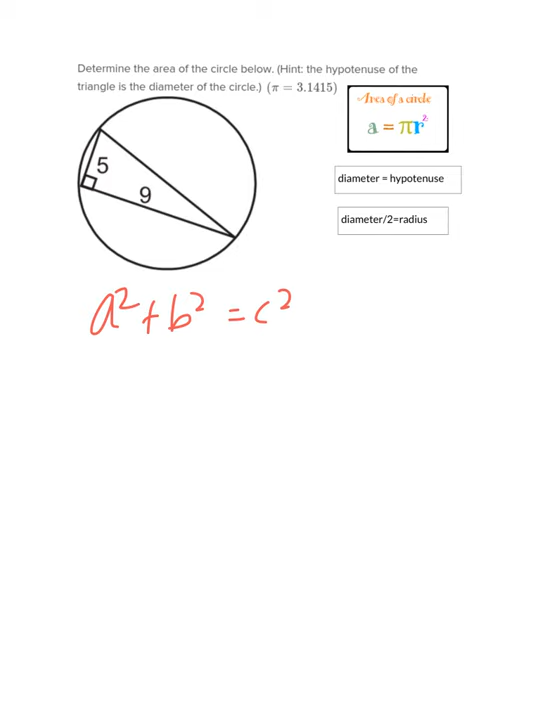 Determine the area of the circle below. (Hint: the hypotenuse of the
triangle is the diameter of the circle.) (π = 3.1415)
Area of a circle
a = πr²
diameter = hypotenuse
diameter/2=radius
5
9
a² + b² = c²